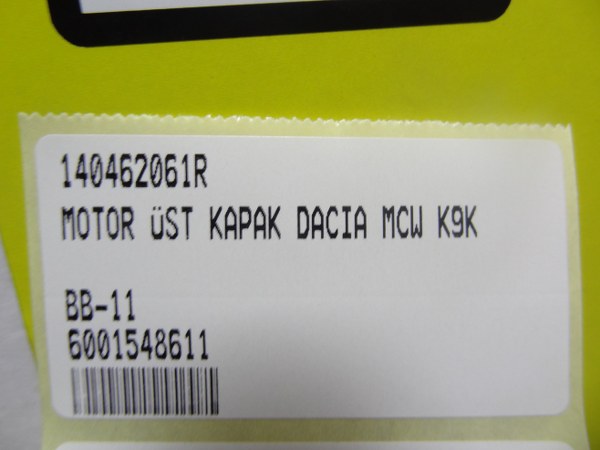 140462061R
MOTOR üST KAPAK DACIA MCW K9K
BB-11
6001548611